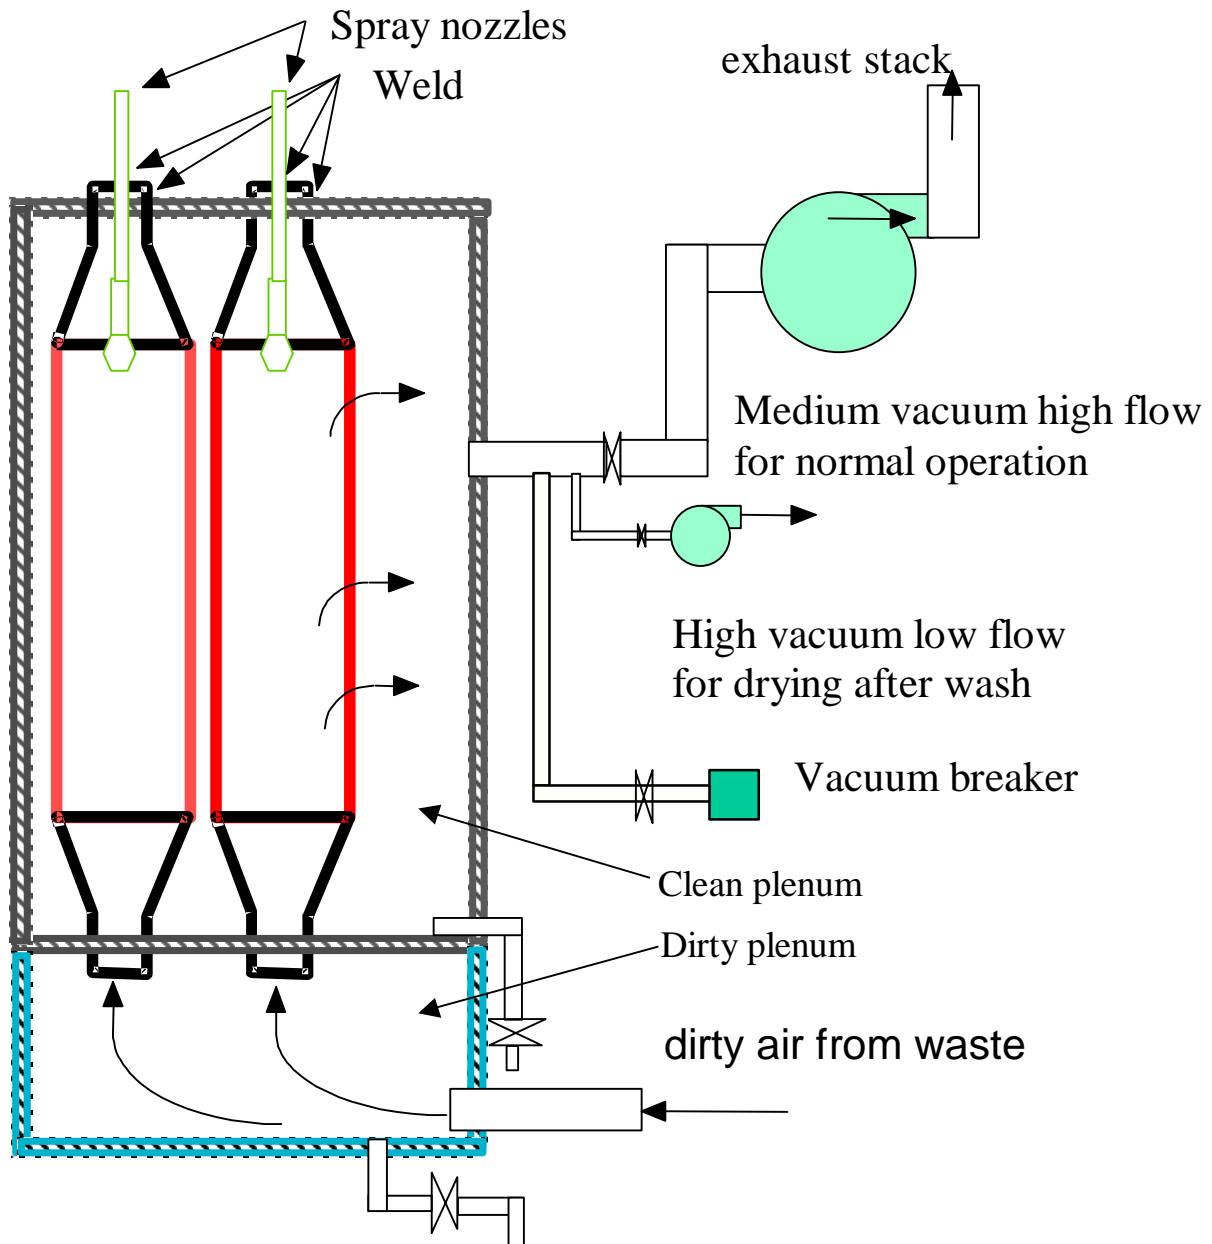 Spray nozzles
Weld
exhaust stack
Medium vacuum high flow
for normal operation
High vacuum low flow
for drying after wash
Vacuum breaker
Clean plenum
Dirty plenum
dirty air from waste